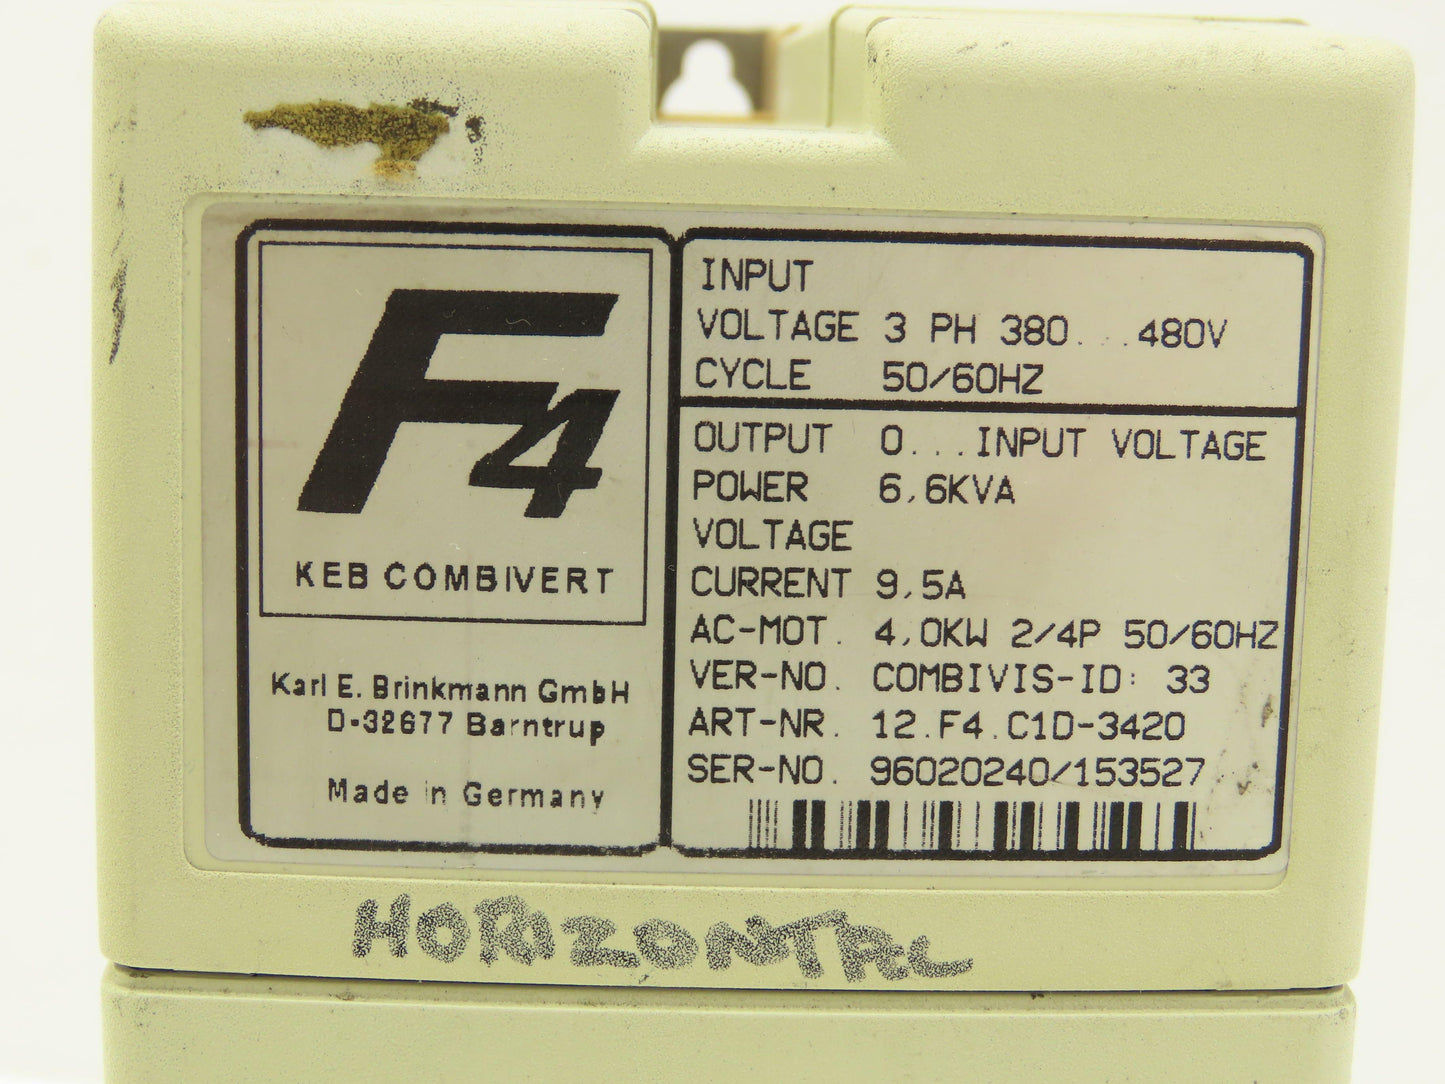 F4
KEB COMBIVERT
Karl E. Brinkmann GmbH
D-32677 Barntrup
Made in Germany
INPUT
VOLTAGE 3 PH 380...480V
CYCLE 50/60HZ
OUTPUT 0...INPUT VOLTAGE
POWER 6,6KVA
VOLTAGE
CURRENT 9,5A
AC-MOT. 4,0KW 2/4P 50/60HZ
VER-NO. COMBIVIS-ID: 33
ART-NR. 12.F4.C1D-3420
SER-NO. 96020240/153527
HORIZONTAL